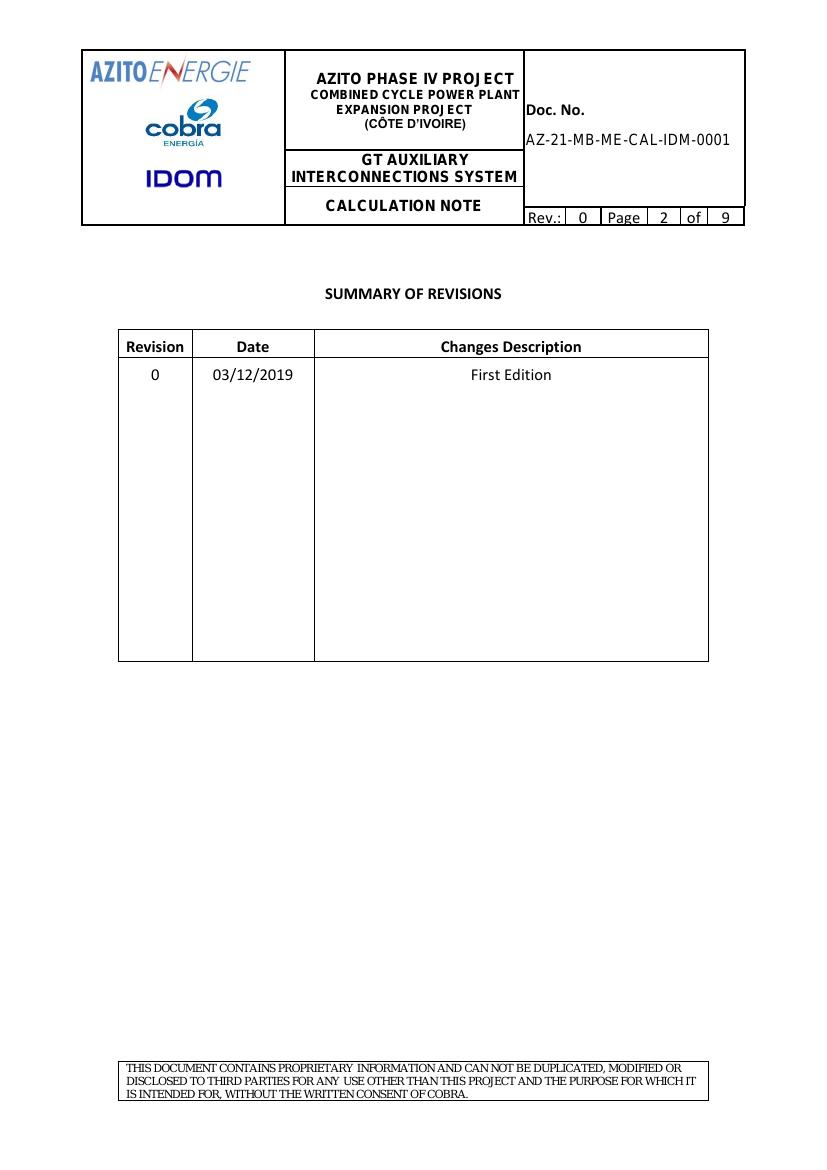 AZITO ENERGIE
cobra
ENERGÍA
IDOM
AZITO PHASE IV PROJECT
COMBINED CYCLE POWER PLANT
EXPANSION PROJECT
(CÔTE D'IVOIRE)
GT AUXILIARY
INTERCONNECTIONS SYSTEM
CALCULATION NOTE
Doc. No.
AZ-21-MB-ME-CAL-IDM-0001
Rev.: 0 Page 2 of 9
SUMMARY OF REVISIONS
Revision Date Changes Description
0 03/12/2019 First Edition
THIS DOCUMENT CONTAINS PROPRIETARY INFORMATION AND CAN NOT BE DUPLICATED, MODIFIED OR
DISCLOSED TO THIRD PARTIES FOR ANY USE OTHER THAN THIS PROJECT AND THE PURPOSE FOR WHICH IT
IS INTENDED FOR, WITHOUT THE WRITTEN CONSENT OF COBRA.